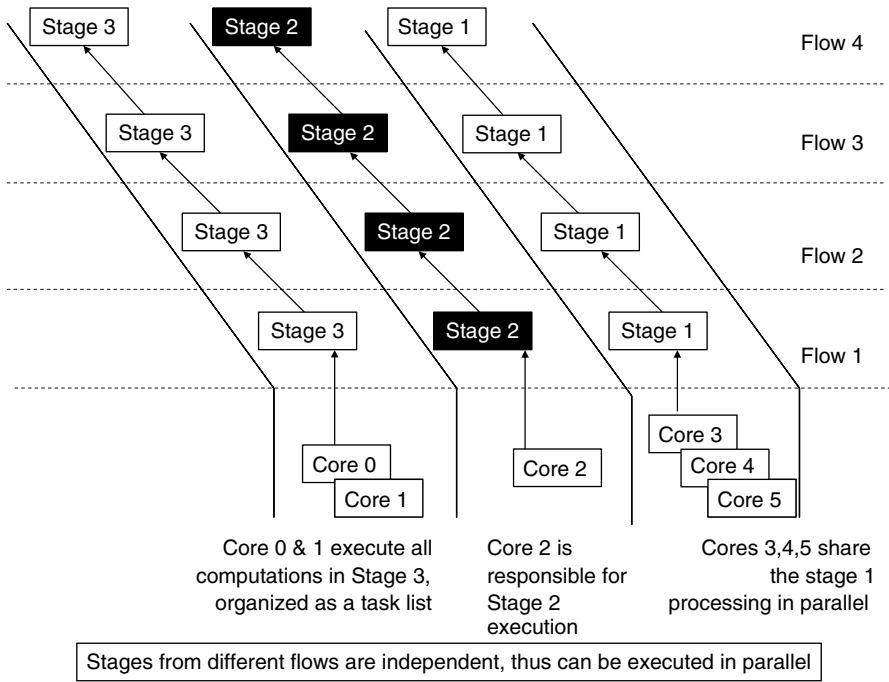 Stage 3
Stage 2
Stage 1
Flow 4
Stage 3
Stage 2
Stage 1
Flow 3
Stage 3
Stage 2
Stage 1
Flow 2
Stage 3
Stage 2
Stage 1
Flow 1
Core 0
Core 1
Core 2
Core 3
Core 4
Core 5
Core 0 & 1 execute all
computations in Stage 3,
organized as a task list
Core 2 is
responsible for
Stage 2
execution
Cores 3,4,5 share
the stage 1
processing in parallel
Stages from different flows are independent, thus can be executed in parallel